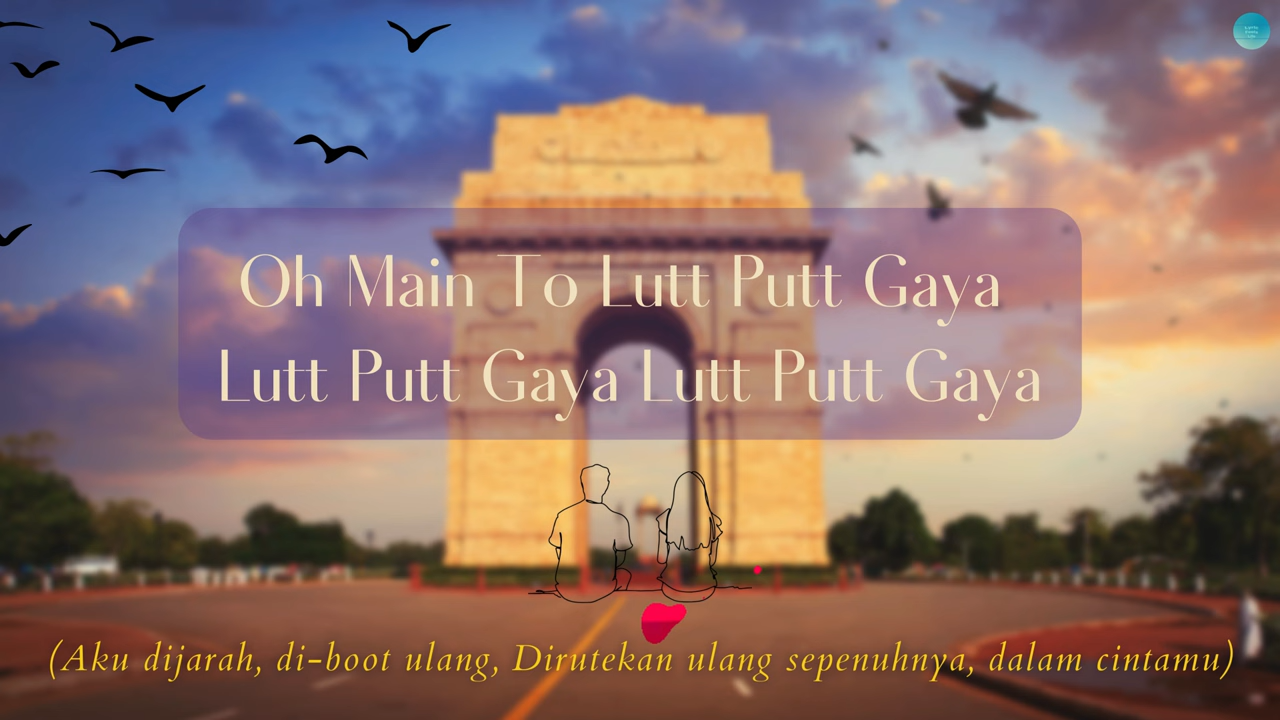 Oh Main To Lutt Putt Gaya
Lutt Putt Gaya Lutt Putt Gaya
(Aku dijarah, di-boot ulang, Dirutekan ulang sepenuhnya, dalam cintamu)